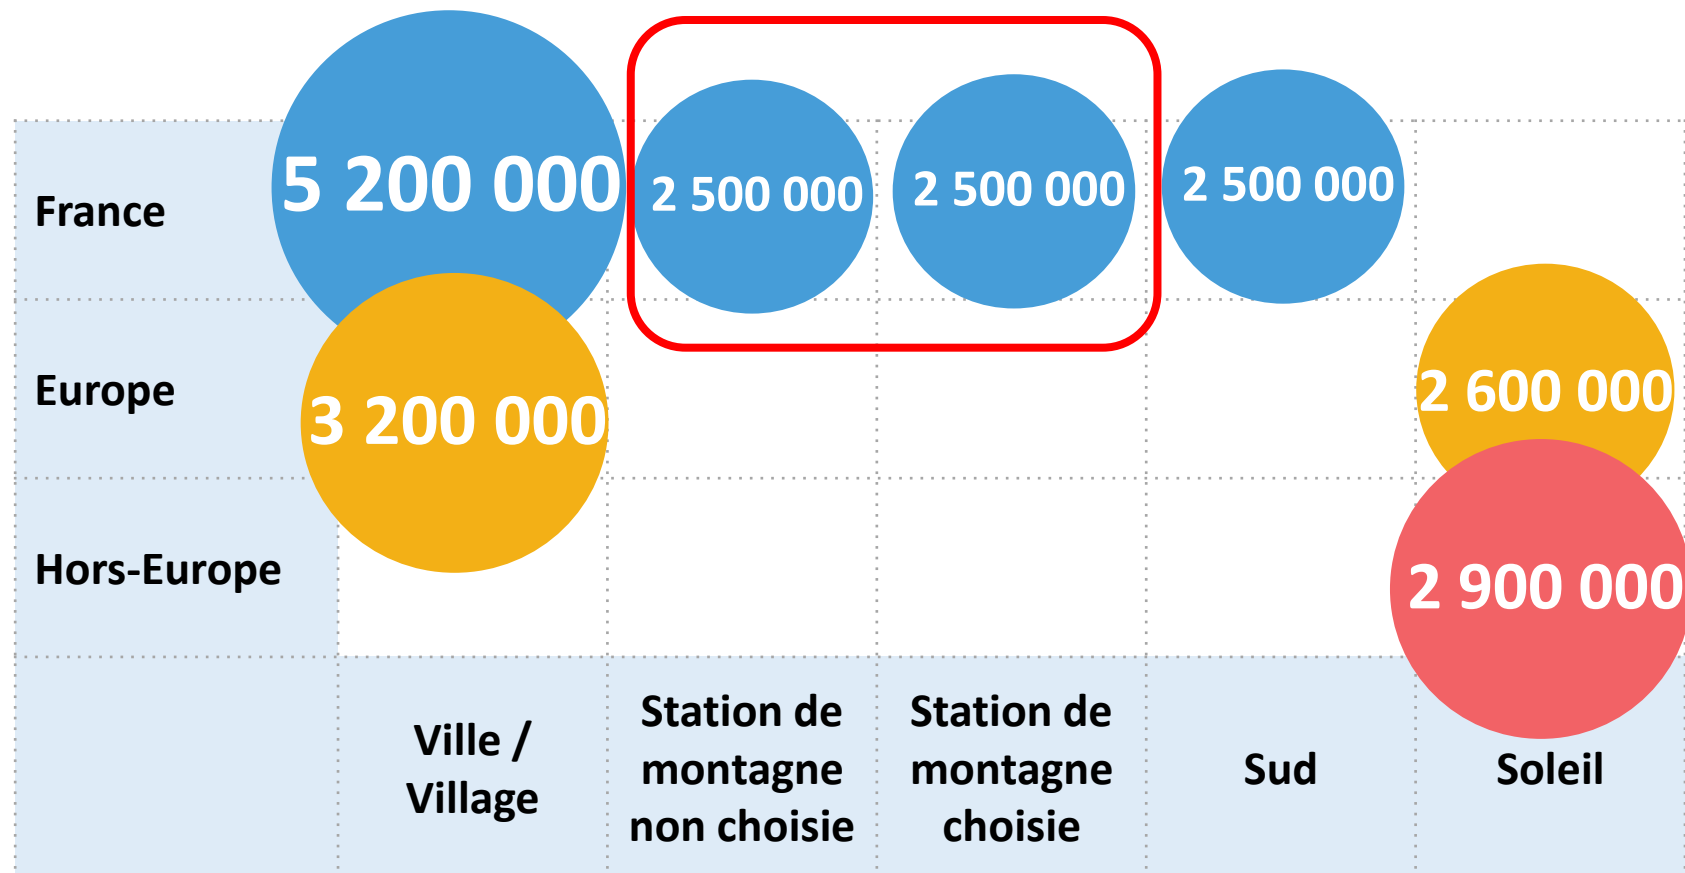 France
5 200 000
2 500 000
2 500 000
2 500 000
Europe
3 200 000
2 600 000
Hors-Europe
2 900 000
Ville /
Village
Station de
montagne
non choisie
Station de
montagne
choisie
Sud
Soleil